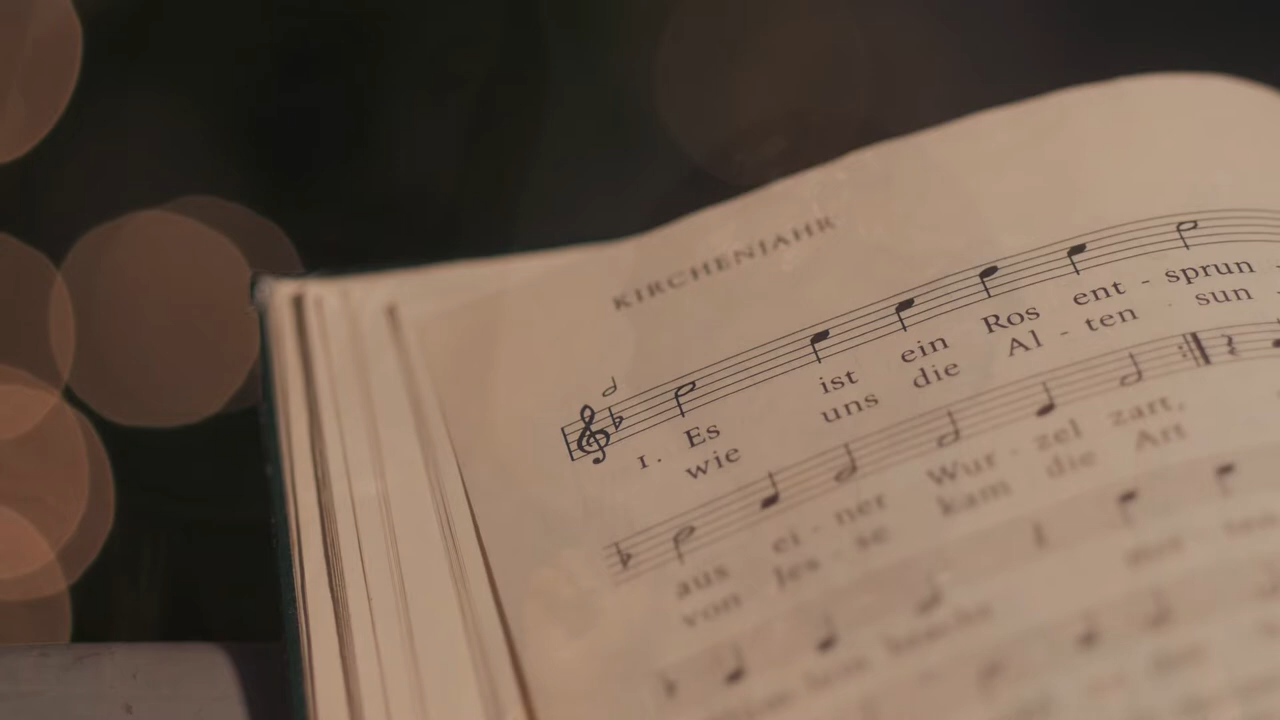 KIRCHENJAHR
1. Es ist ein Ros ent - sprun -
wie uns die Al - ten sun -
aus ei - ner Wur - zel zart,
von Jes - se kam die Art